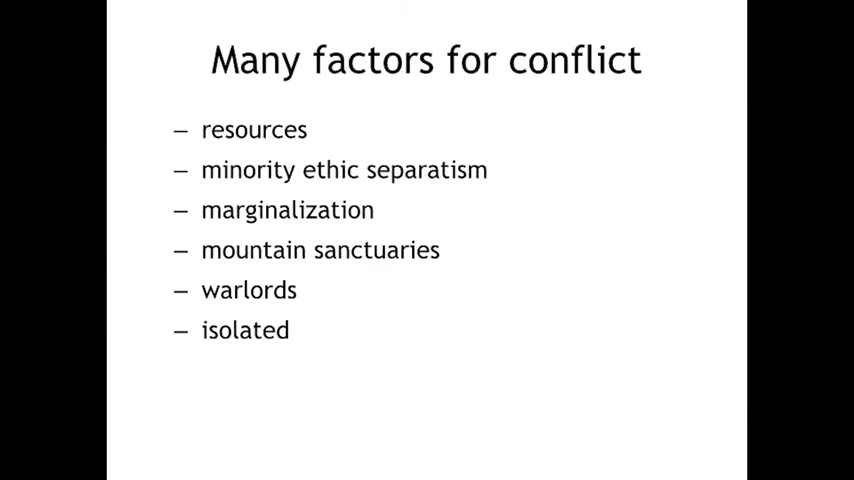 Many factors for conflict
– resources
– minority ethic separatism
– marginalization
– mountain sanctuaries
– warlords
– isolated